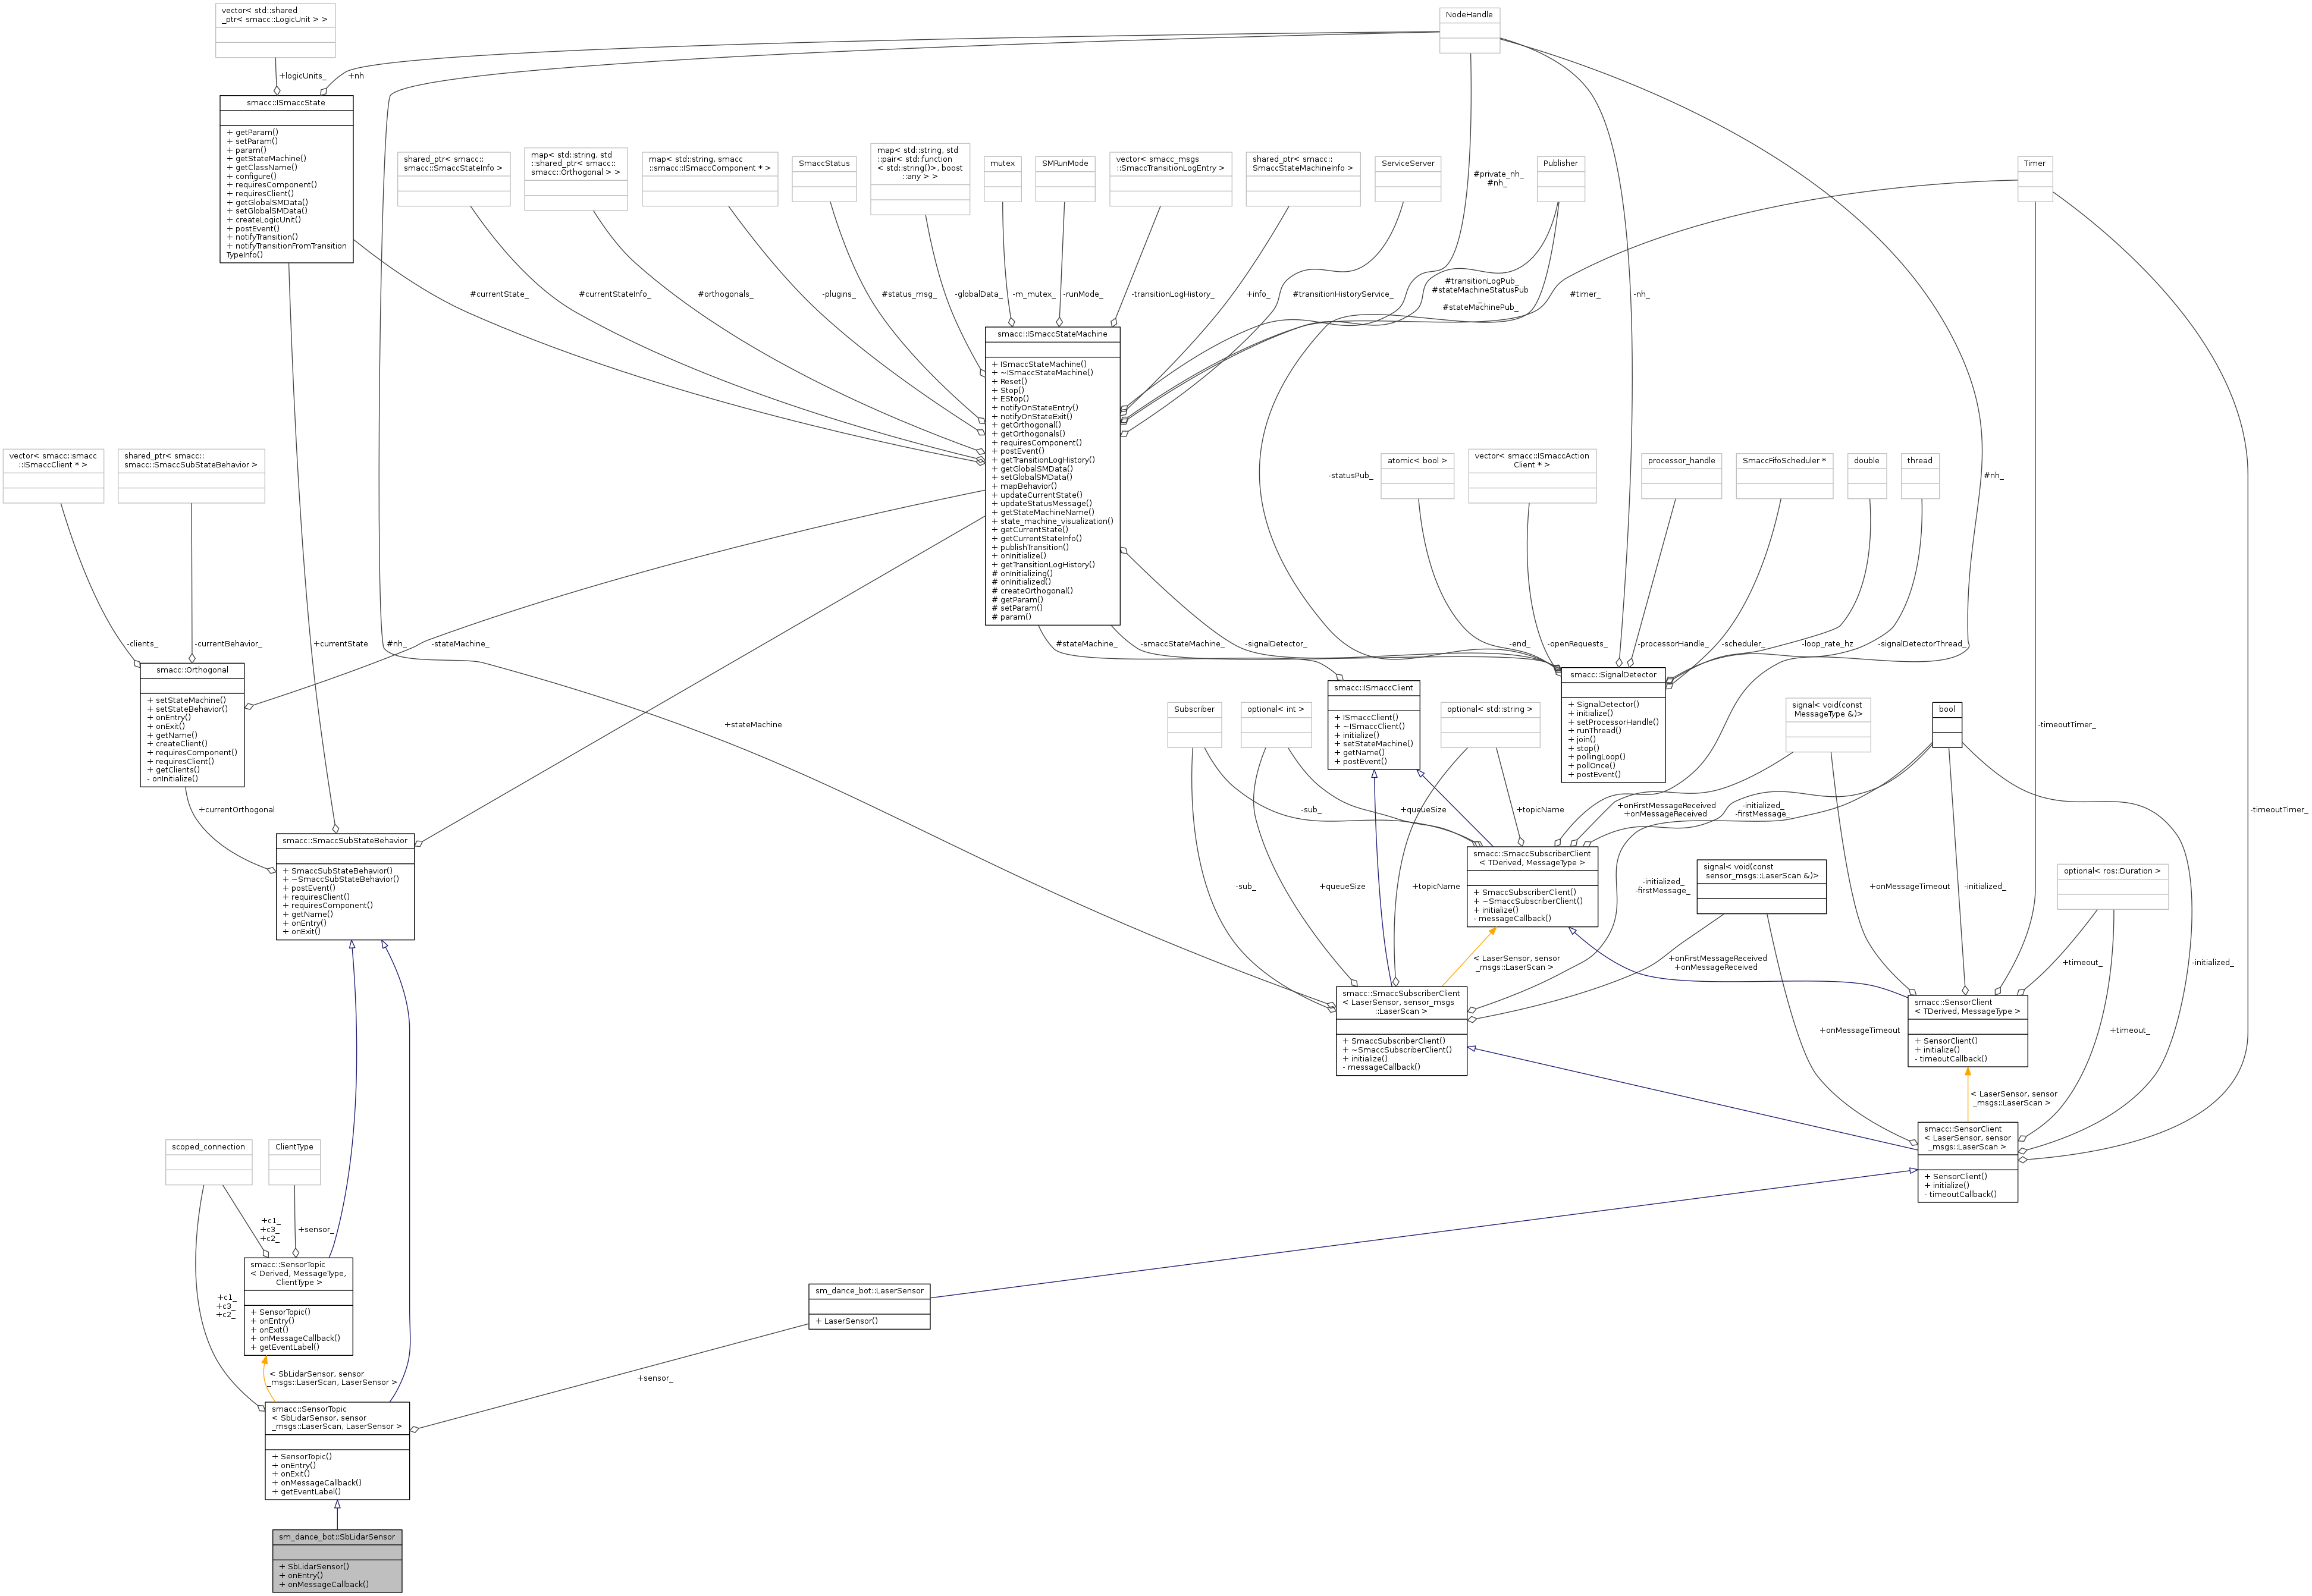 vector< std::shared
_ptr< smacc::LogicUnit > >
NodeHandle
+logicUnits_
+nh
smacc::ISmaccState
+ getParam()
+ setParam()
+ param()
+ getStateMachine()
+ getClassName()
+ configure()
+ requiresComponent()
+ requiresClient()
+ getGlobalSMData()
+ setGlobalSMData()
+ createLogicUnit()
+ postEvent()
+ notifyTransition()
+ notifyTransitionFromTransition
TypeInfo()
shared_ptr< smacc::
smacc::SmaccStateInfo >
map< std::string, std
::shared_ptr< smacc::
smacc::Orthogonal > >
map< std::string, smacc
::smacc::ISmaccComponent * >
SmaccStatus
map< std::string, std
::pair< std::function
< std::string()>, boost
::any > >
mutex
SMRunMode
vector< smacc_msgs
::SmaccTransitionLogEntry >
shared_ptr< smacc::
SmaccStateMachineInfo >
ServiceServer
#private_nh_
#nh_
Publisher
Timer
#currentState_
#currentStateInfo_
#orthogonals_
-plugins_
#status_msg_
-globalData_
-m_mutex_
-runMode_
-transitionLogHistory_
+info_
#transitionHistoryService_
#transitionLogPub_
#stateMachineStatusPub
_
#stateMachinePub_
#timer_
-nh_
smacc::ISmaccStateMachine
+ ISmaccStateMachine()
+ ~ISmaccStateMachine()
+ Reset()
+ Stop()
+ EStop()
+ notifyOnStateEntry()
+ notifyOnStateExit()
+ getOrthogonal()
+ getOrthogonals()
+ requiresComponent()
+ postEvent()
+ getTransitionLogHistory()
+ getGlobalSMData()
+ setGlobalSMData()
+ mapBehavior()
+ updateCurrentState()
+ updateStatusMessage()
+ getStateMachineName()
+ state_machine_visualization()
+ getCurrentState()
+ getCurrentStateInfo()
+ publishTransition()
+ onInitialize()
+ getTransitionLogHistory()
# onInitializing()
# onInitialized()
# createOrthogonal()
# getParam()
# setParam()
# param()
vector< smacc::smacc
::ISmaccClient * >
shared_ptr< smacc::
smacc::SmaccSubStateBehavior >
-statusPub_
atomic< bool >
vector< smacc::ISmaccAction
Client * >
processor_handle
SmaccFifoScheduler *
double
thread
#nh_
-clients_
-currentBehavior_
+currentState
#nh_
-stateMachine_
#stateMachine_
-smaccStateMachine_
-signalDetector_
-end_
-openRequests_
-processorHandle_
-scheduler_
-loop_rate_hz
-signalDetectorThread_
smacc::Orthogonal
+ setStateMachine()
+ setStateBehavior()
+ onEntry()
+ onExit()
+ getName()
+ createClient()
+ requiresComponent()
+ requiresClient()
+ getClients()
- onInitialize()
smacc::ISmaccClient
+ ISmaccClient()
+ ~ISmaccClient()
+ initialize()
+ setStateMachine()
+ getName()
+ postEvent()
smacc::SignalDetector
+ SignalDetector()
+ initialize()
+ setProcessorHandle()
+ runThread()
+ join()
+ stop()
+ pollingLoop()
+ pollOnce()
+ postEvent()
+stateMachine
Subscriber
optional< int >
optional< std::string >
signal< void(const
MessageType &)>
bool
-timeoutTimer_
-timeoutTimer_
+currentOrthogonal
-sub_
+queueSize
+topicName
+onFirstMessageReceived
+onMessageReceived
-initialized_
-firstMessage_
smacc::SmaccSubStateBehavior
+ SmaccSubStateBehavior()
+ ~SmaccSubStateBehavior()
+ postEvent()
+ requiresClient()
+ requiresComponent()
+ getName()
+ onEntry()
+ onExit()
smacc::SmaccSubscriberClient
< TDerived, MessageType >
+ SmaccSubscriberClient()
+ ~SmaccSubscriberClient()
+ initialize()
- messageCallback()
signal< void(const
sensor_msgs::LaserScan &)>
optional< ros::Duration >
-sub_
+queueSize
+topicName
-initialized_
-firstMessage_
+onMessageTimeout
-initialized_
< LaserSensor, sensor
_msgs::LaserScan >
+onFirstMessageReceived
+onMessageReceived
+timeout_
-initialized_
smacc::SmaccSubscriberClient
< LaserSensor, sensor_msgs
::LaserScan >
+ SmaccSubscriberClient()
+ ~SmaccSubscriberClient()
+ initialize()
- messageCallback()
smacc::SensorClient
< TDerived, MessageType >
+ SensorClient()
+ initialize()
- timeoutCallback()
+onMessageTimeout
+timeout_
< LaserSensor, sensor
_msgs::LaserScan >
smacc::SensorClient
< LaserSensor, sensor
_msgs::LaserScan >
+ SensorClient()
+ initialize()
- timeoutCallback()
scoped_connection
ClientType
+c1_
+c3_
+c2_
+sensor_
smacc::SensorTopic
< Derived, MessageType,
ClientType >
+ SensorTopic()
+ onEntry()
+ onExit()
+ onMessageCallback()
+ getEventLabel()
+c1_
+c3_
+c2_
sm_dance_bot::LaserSensor
+ LaserSensor()
< SbLidarSensor, sensor
_msgs::LaserScan, LaserSensor >
+sensor_
smacc::SensorTopic
< SbLidarSensor, sensor
_msgs::LaserScan, LaserSensor >
+ SensorTopic()
+ onEntry()
+ onExit()
+ onMessageCallback()
+ getEventLabel()
sm_dance_bot::SbLidarSensor
+ SbLidarSensor()
+ onEntry()
+ onMessageCallback()